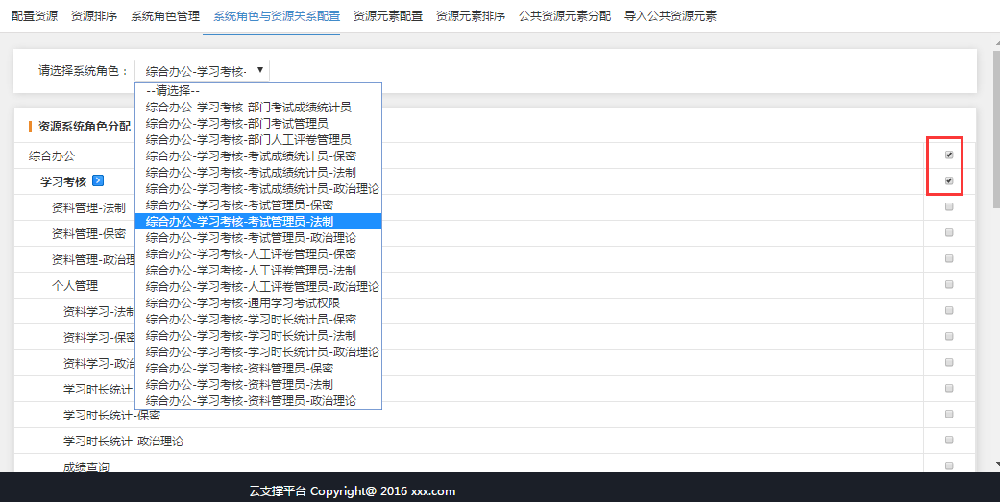 配置资源 资源排序 系统角色管理 系统角色与资源关系配置 资源元素配置 资源元素排序 公共资源元素分配 导入公共资源元素
请选择系统角色： 综合办公-学习考核-
--请选择--
综合办公-学习考核-部门考试成绩统计员
综合办公-学习考核-部门考试管理员
综合办公-学习考核-部门人工评卷管理员
综合办公-学习考核-考试成绩统计员-保密
综合办公-学习考核-考试成绩统计员-法制
综合办公-学习考核-考试成绩统计员-政治理论
综合办公-学习考核-考试管理员-保密
综合办公-学习考核-考试管理员-法制
综合办公-学习考核-考试管理员-政治理论
综合办公-学习考核-人工评卷管理员-保密
综合办公-学习考核-人工评卷管理员-法制
综合办公-学习考核-人工评卷管理员-政治理论
综合办公-学习考核-通用学习考试权限
综合办公-学习考核-学习时长统计员-保密
综合办公-学习考核-学习时长统计员-法制
综合办公-学习考核-学习时长统计员-政治理论
综合办公-学习考核-资料管理员-保密
综合办公-学习考核-资料管理员-法制
综合办公-学习考核-资料管理员-政治理论
资源系统角色分配
综合办公
学习考核
资料管理-法制
资料管理-保密
资料管理-政治理
个人管理
资料学习-法制
资料学习-保密
资料学习-政治
学习时长统计-
学习时长统计-保密
学习时长统计-政治理论
成绩查询
云支撑平台 Copyright@ 2016 xxx.com